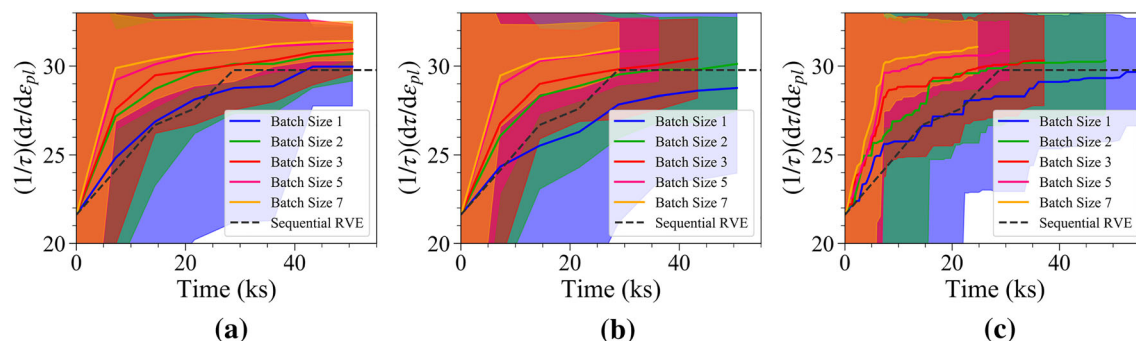 (1/τ)(dτ/dε_pl)
30
25
20
0 20 40
Time (ks)
Batch Size 1
Batch Size 2
Batch Size 3
Batch Size 5
Batch Size 7
Sequential RVE
(a)
(1/τ)(dτ/dε_pl)
30
25
20
0 20 40
Time (ks)
Batch Size 1
Batch Size 2
Batch Size 3
Batch Size 5
Batch Size 7
Sequential RVE
(b)
(1/τ)(dτ/dε_pl)
30
25
20
0 10 20 30 40 50
Time (ks)
Batch Size 1
Batch Size 2
Batch Size 3
Batch Size 5
Batch Size 7
Sequential RVE
(c)